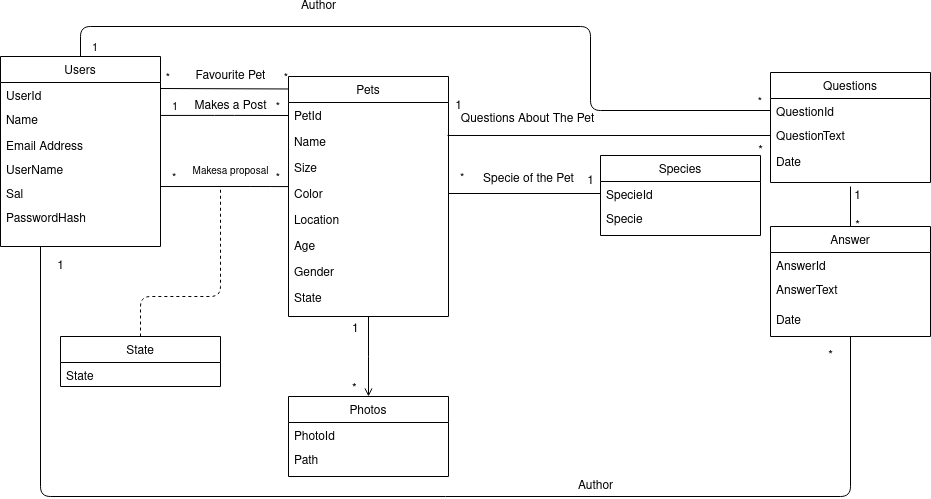 Author
1
Users
UserId
Name
Email Address
UserName
Sal
PasswordHash
* Favourite Pet *
1 Makes a Post *
* Makesa proposal *
Pets
PetId
Name
Size
Color
Location
Age
Gender
State
1
Questions About The Pet
*
*
Questions
QuestionId
QuestionText
Date
* Specie of the Pet 1
Species
SpecieId
Specie
1
*
Answer
AnswerId
AnswerText
Date
1
State
State
1
*
Photos
PhotoId
Path
*
Author